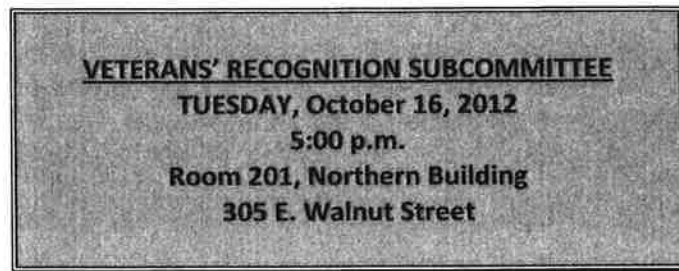 VETERANS' RECOGNITION SUBCOMMITTEE
TUESDAY, October 16, 2012
5:00 p.m.
Room 201, Northern Building
305 E. Walnut Street